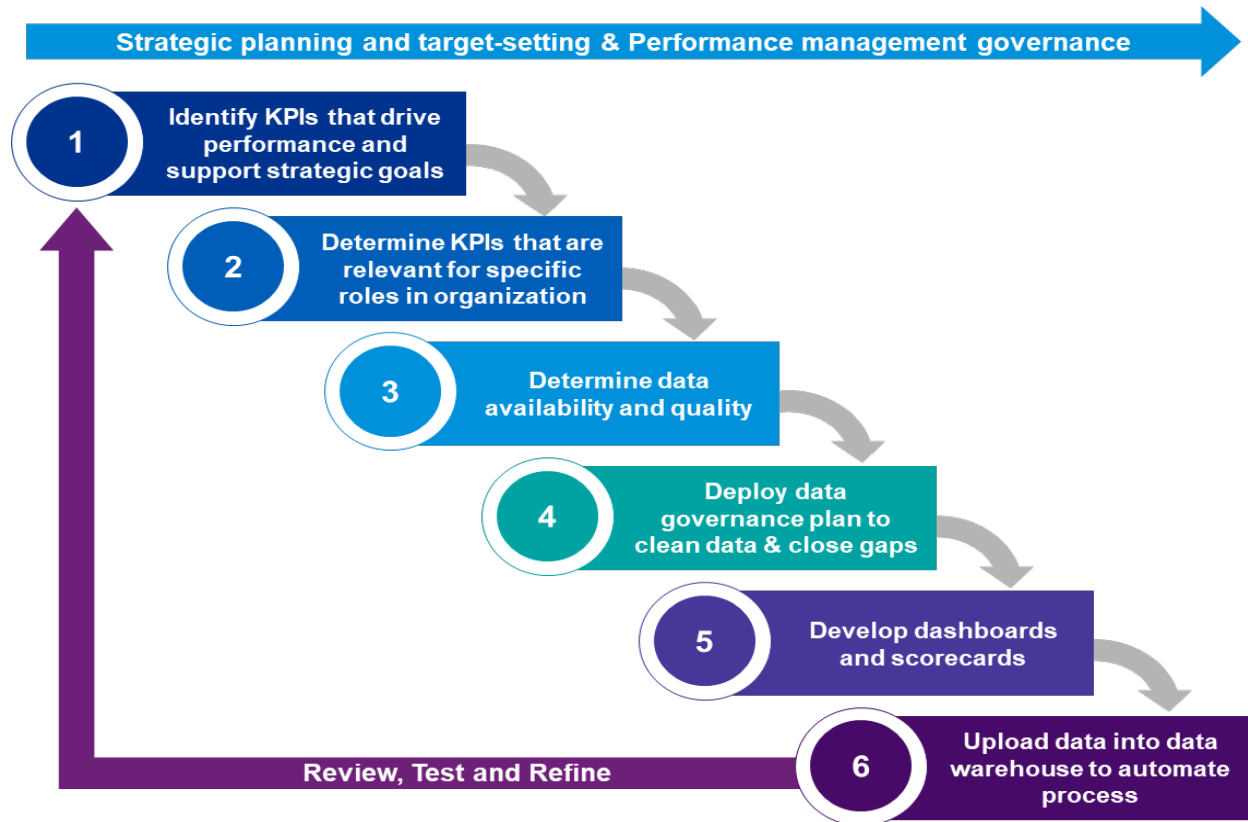 Strategic planning and target-setting & Performance management governance
1
Identify KPIs that drive
performance and
support strategic goals
2
Determine KPIs that are
relevant for specific
roles in organization
3
Determine data
availability and quality
4
Deploy data
governance plan to
clean data & close gaps
5
Develop dashboards
and scorecards
6
Upload data into data
warehouse to automate
process
Review, Test and Refine